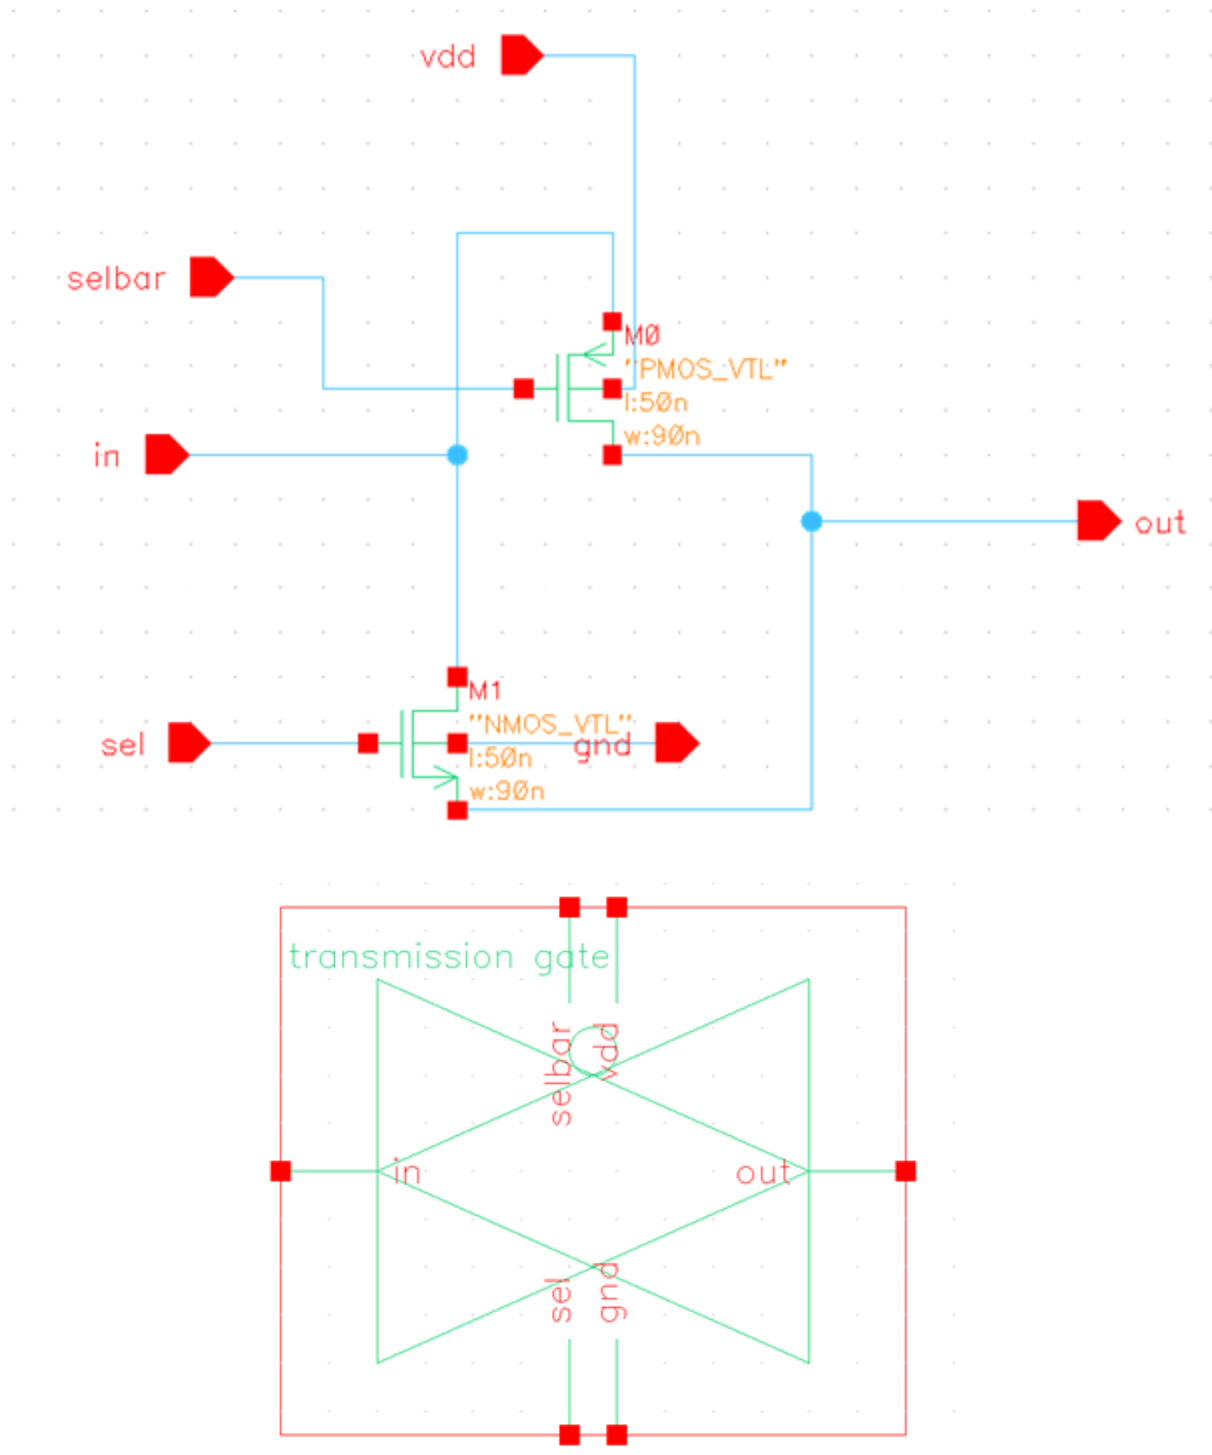 vdd
selbar
M0
"PMOS_VTL"
l:50n
w:90n
in
out
M1
"NMOS_VTL"
sel
gnd
l:50n
w:90n
transmission gate
selbar
vdd
in
out
sel
gnd